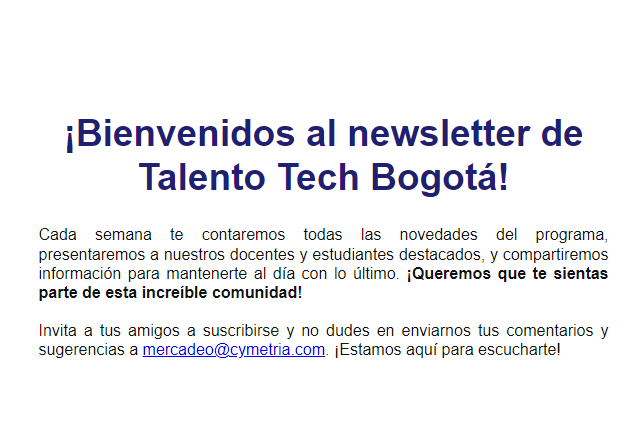 ¡Bienvenidos al newsletter de
Talento Tech Bogotá!
Cada semana te contaremos todas las novedades del programa,
presentaremos a nuestros docentes y estudiantes destacados, y compartiremos
información para mantenerte al día con lo último. ¡Queremos que te sientas
parte de esta increíble comunidad!
Invita a tus amigos a suscribirse y no dudes en enviarnos tus comentarios y
sugerencias a mercadeo@cymetria.com. ¡Estamos aquí para escucharte!